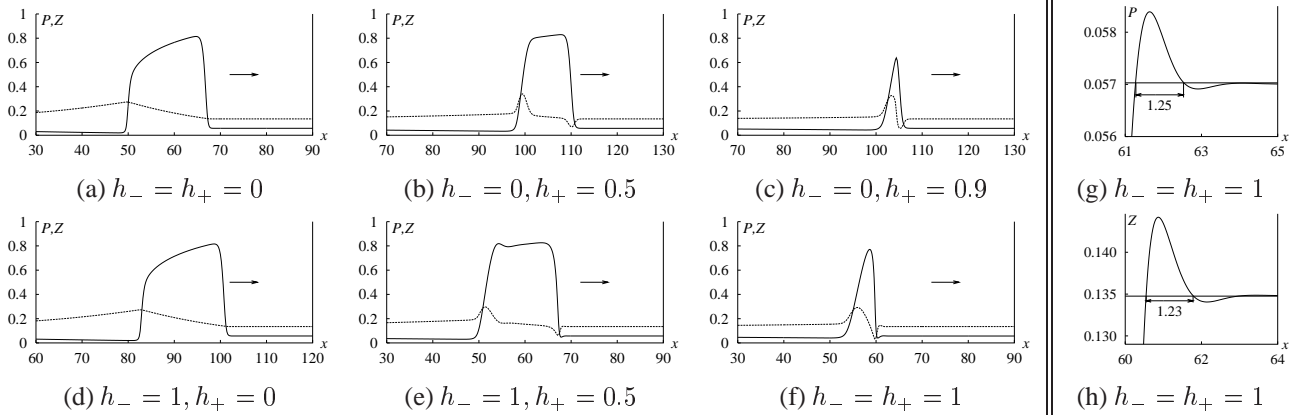 P,Z
1
0.8
0.6
0.4
0.2
0
30 40 50 60 70 80 90
x
(a) h₋ = h₊ = 0
P,Z
1
0.8
0.6
0.4
0.2
0
80 90 100 110 120 130
x
(b) h₋ = 0, h₊ = 0.5
P,Z
1
0.8
0.6
0.4
0.2
0
70 80 90 100 110 120 130
x
(c) h₋ = 0, h₊ = 0.9
P
0.058
0.057
0.056
1.25
61 63 65
x
(g) h₋ = h₊ = 1
P,Z
1
0.8
0.6
0.4
0.2
0
60 70 80 90 100 110 120
x
(d) h₋ = 1, h₊ = 0
P,Z
1
0.8
0.6
0.4
0.2
0
30 40 50 60 70 80 90
x
(e) h₋ = 1, h₊ = 0.5
P,Z
1
0.8
0.6
0.4
0.2
0
30 40 50 60 70 80 90
x
(f) h₋ = h₊ = 1
Z
0.140
0.135
0.130
1.23
60 62 64
x
(h) h₋ = h₊ = 1